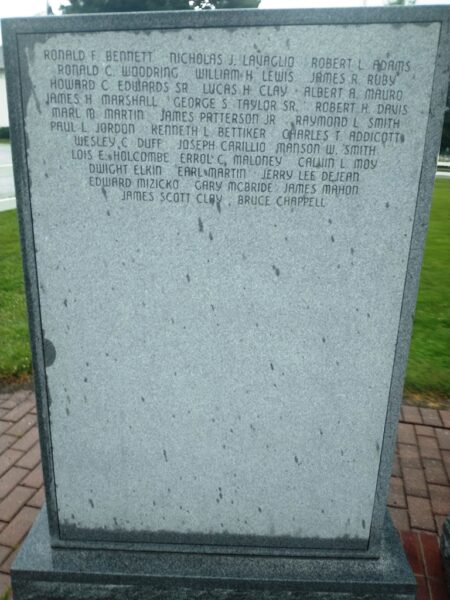 RONALD F. BENNETT NICHOLAS J. LAVAGLIO ROBERT L. ADAMS
RONALD C. WOODRING WILLIAM H. LEWIS JAMES R. RUBY
HOWARD C. EDWARDS SR. LUCAS H. CLAY ALBERT A. MAURO
JAMES H. MARSHALL GEORGE S. TAYLOR SR. ROBERT H. DAVIS
MARL M. MARTIN JAMES PATTERSON JR RAYMOND L. SMITH
PAUL L. JORDON KENNETH L. BETTIKER CHARLES T. ADDICOTT
WESLEY C DUFF JOSEPH CARILLIO MANSON W. SMITH
LOIS E. HOLCOMBE ERROL C. MALONEY CALVIN L. MOY
DWIGHT ELKIN EARL MARTIN JERRY LEE DEJEAN
EDWARD MIZICKO GARY MCBRIDE JAMES MAHON
JAMES SCOTT CLAY BRUCE CHAPPELL